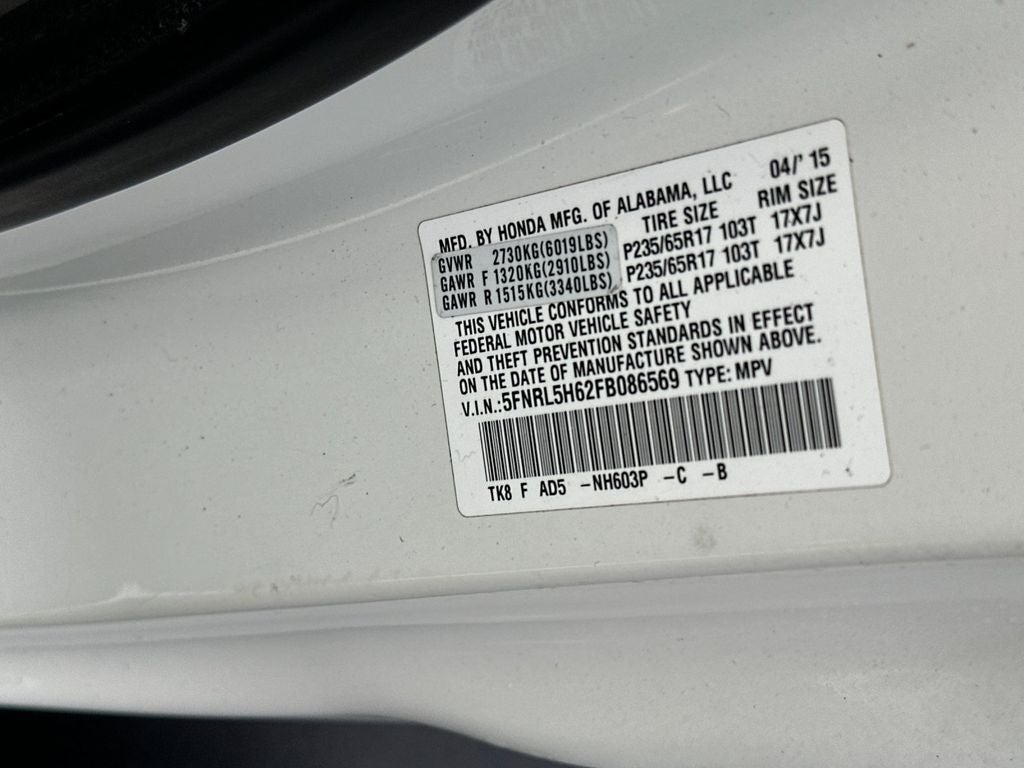 MFD. BY HONDA MFG. OF ALABAMA, LLC 04/' 15
TIRE SIZE RIM SIZE
GVWR 2730KG(6019LBS)
GAWR F 1320KG(2910LBS) P235/65R17 103T 17X7J
GAWR R 1515KG(3340LBS) P235/65R17 103T 17X7J
THIS VEHICLE CONFORMS TO ALL APPLICABLE
FEDERAL MOTOR VEHICLE SAFETY
AND THEFT PREVENTION STANDARDS IN EFFECT
ON THE DATE OF MANUFACTURE SHOWN ABOVE.
V.I.N.:5FNRL5H62FB086569 TYPE: MPV
TK8 F AD5 -NH603P -C -B